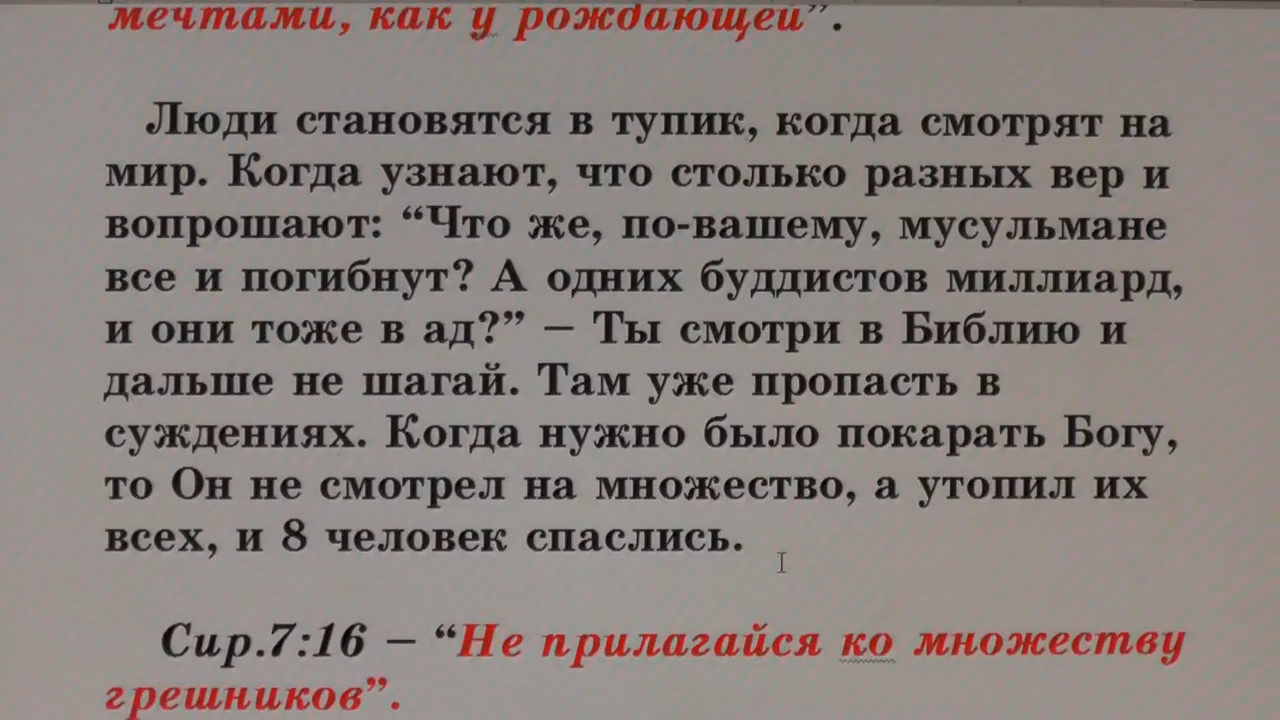 мечтами, как у рождающей”.
Люди становятся в тупик, когда смотрят на
мир. Когда узнают, что столько разных вер и
вопрошают: “Что же, по-вашему, мусульмане
все и погибнут? А одних буддистов миллиард,
и они тоже в ад?” – Ты смотри в Библию и
дальше не шагай. Там уже пропасть в
суждениях. Когда нужно было покарать Богу,
то Он не смотрел на множество, а утопил их
всех, и 8 человек спаслись.
Сир.7:16 – “Не прилагайся ко множеству
грешников”.